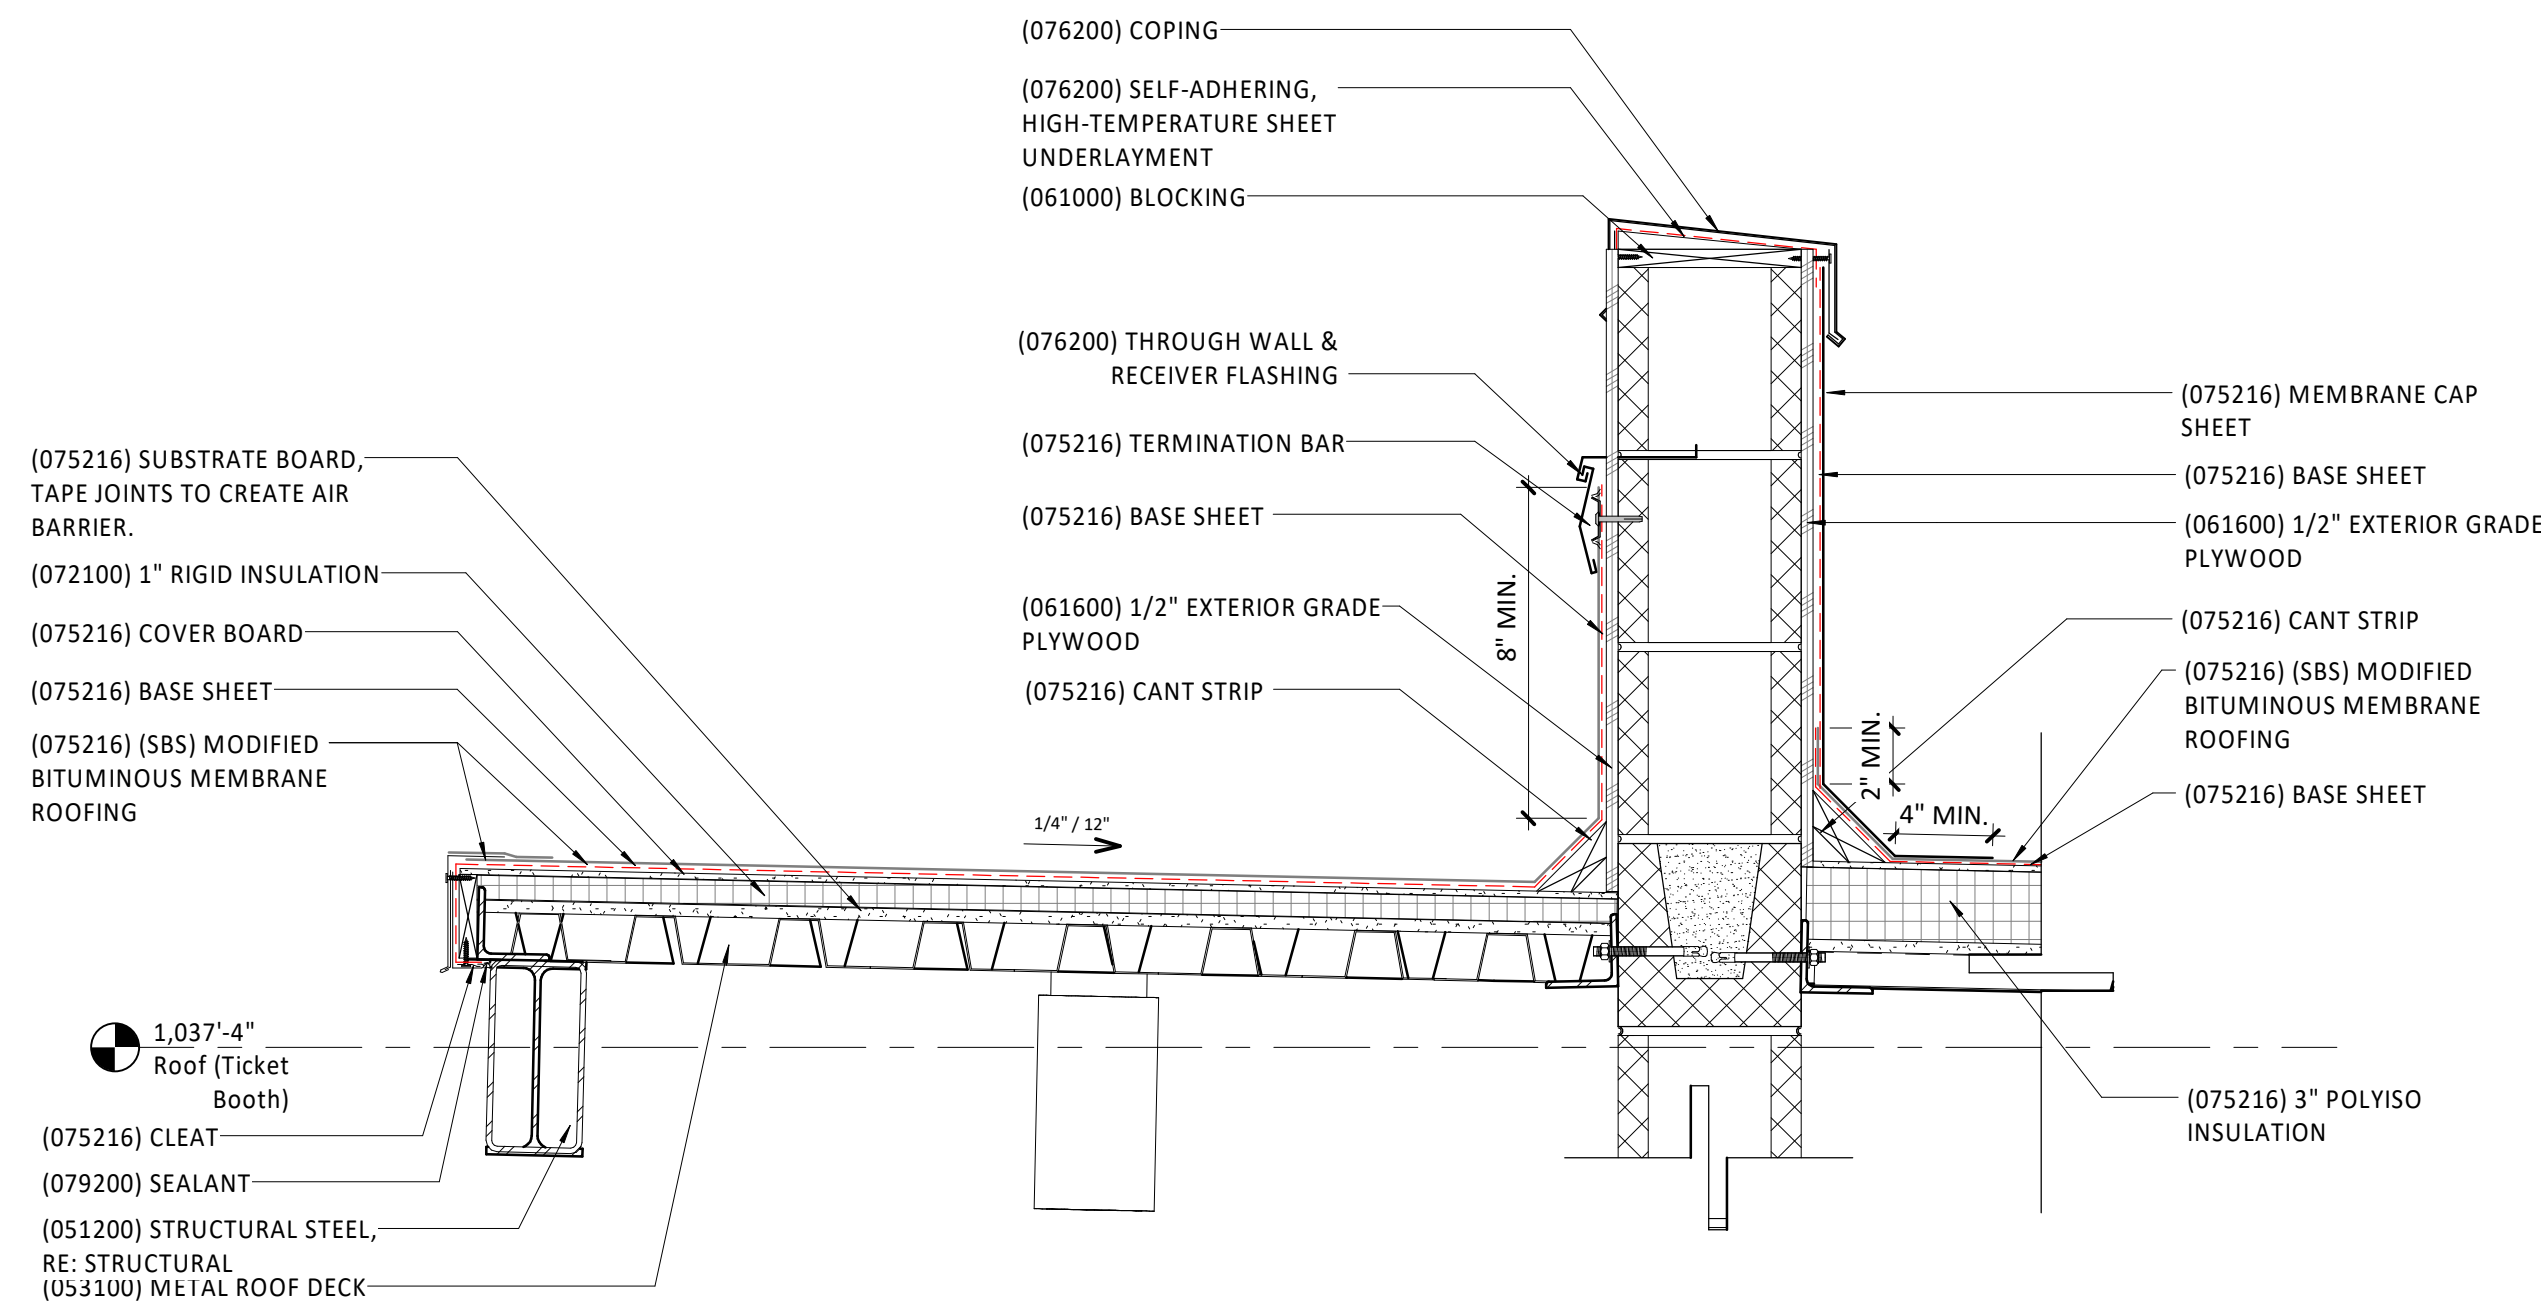 (076200) COPING
(076200) SELF-ADHERING,
HIGH-TEMPERATURE SHEET
UNDERLAYMENT
(061000) BLOCKING
(076200) THROUGH WALL &
RECEIVER FLASHING
(075216) TERMINATION BAR
(075216) BASE SHEET
(061600) 1/2" EXTERIOR GRADE
PLYWOOD
(075216) CANT STRIP
(075216) SUBSTRATE BOARD,
TAPE JOINTS TO CREATE AIR
BARRIER.
(072100) 1" RIGID INSULATION
(075216) COVER BOARD
(075216) BASE SHEET
(075216) (SBS) MODIFIED
BITUMINOUS MEMBRANE
ROOFING
1/4" / 12"
8" MIN.
2" MIN.
4" MIN.
(075216) MEMBRANE CAP
SHEET
(075216) BASE SHEET
(061600) 1/2" EXTERIOR GRADE
PLYWOOD
(075216) CANT STRIP
(075216) (SBS) MODIFIED
BITUMINOUS MEMBRANE
ROOFING
(075216) BASE SHEET
(075216) 3" POLYISO
INSULATION
1,037'-4"
Roof (Ticket
Booth)
(075216) CLEAT
(079200) SEALANT
(051200) STRUCTURAL STEEL,
RE: STRUCTURAL
(053100) METAL ROOF DECK